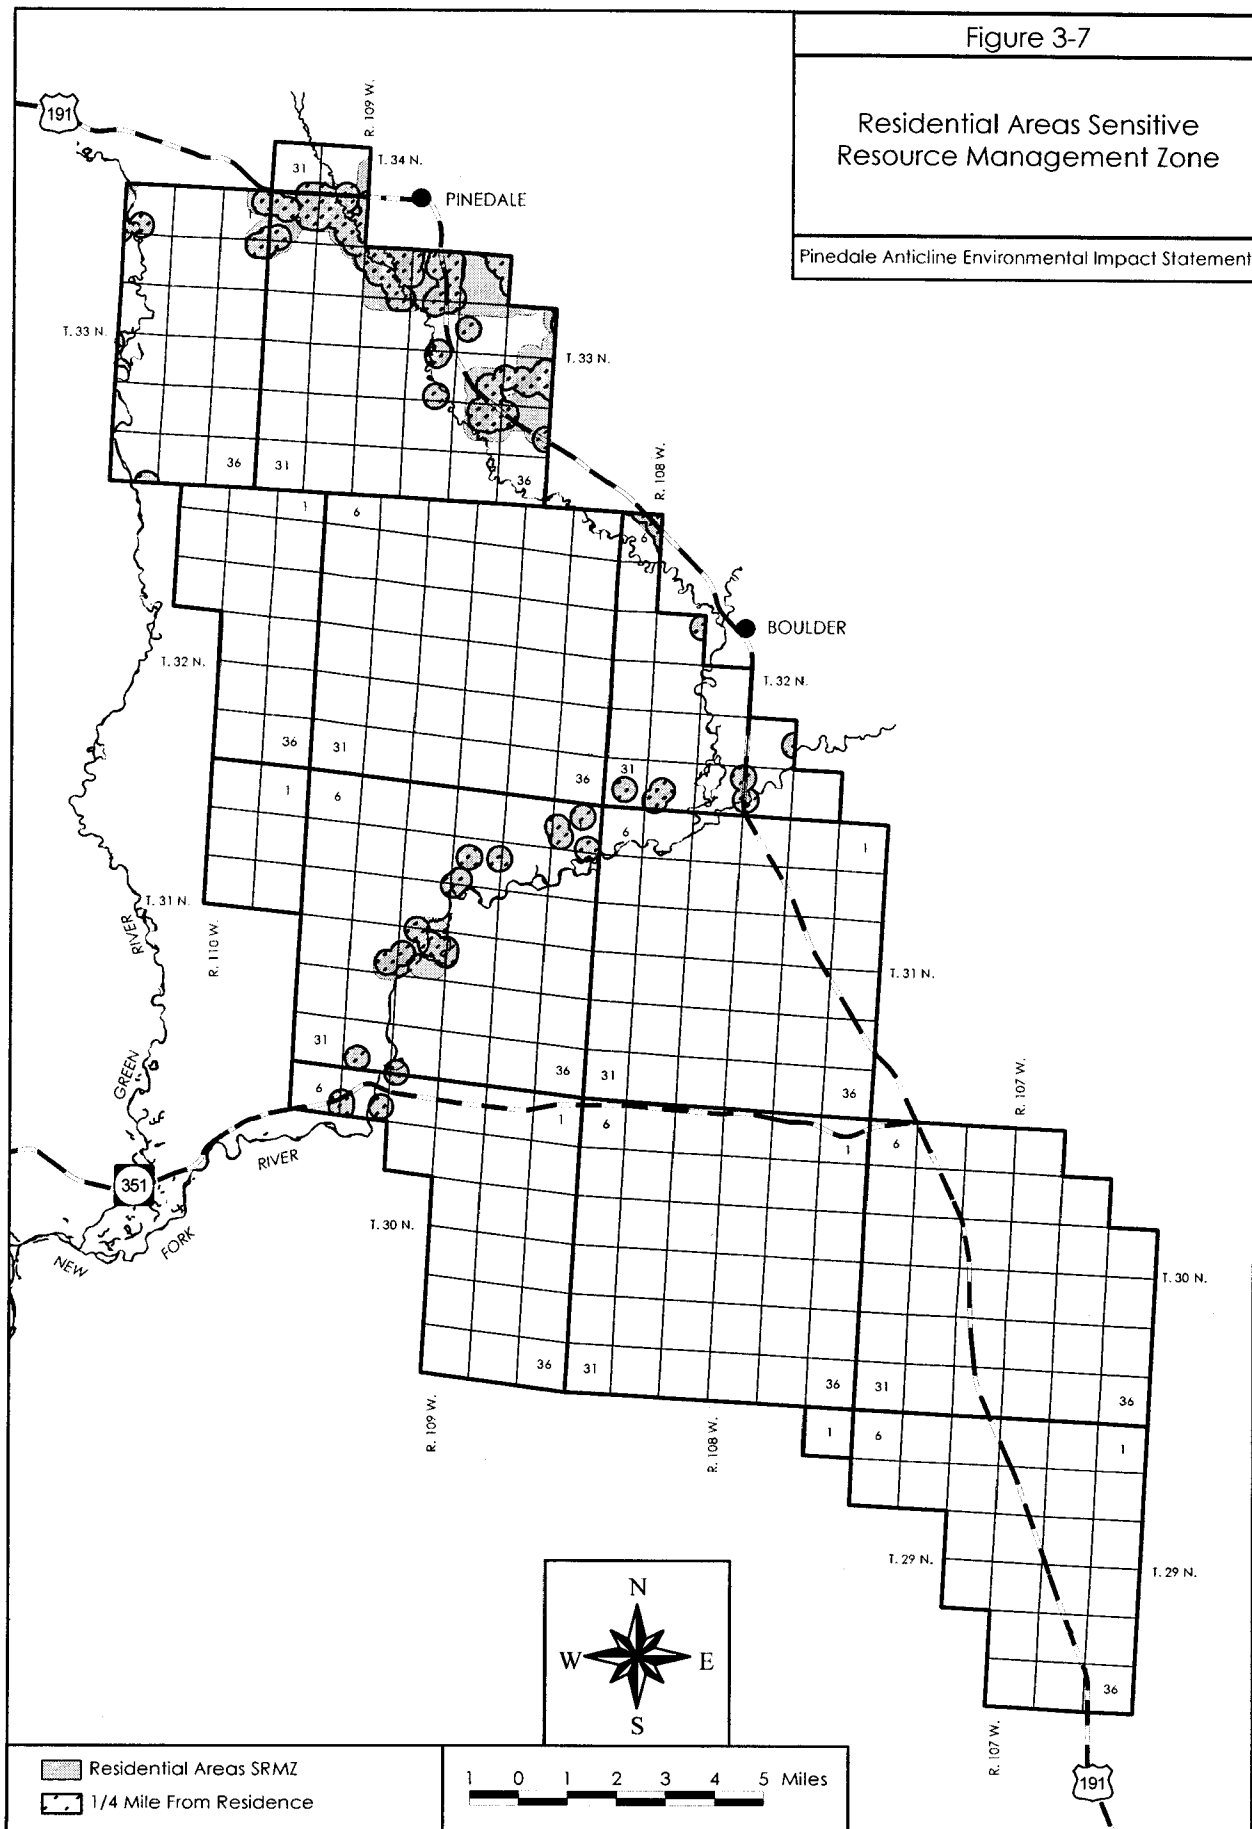 Figure 3-7
Residential Areas Sensitive
Resource Management Zone
Pinedale Anticline Environmental Impact Statement
191
R. 109 W.
T. 34 N.
31
PINEDALE
1
T. 33 N.
T. 33 N.
36
31
36
R. 108 W.
1
6
6
BOULDER
T. 32 N.
T. 32 N.
36
31
36
31
1
6
6
1
T. 31 N.
RIVER
R. 110 W.
T. 31 N.
GREEN
31
36
31
36
R. 107 W.
6
1
6
1
6
RIVER
351
NEW
FORK
T. 30 N.
T. 30 N.
36
31
36
31
36
R. 109 W.
R. 108 W.
1
6
1
T. 29 N.
T. 29 N.
36
R. 107 W.
191
N
W
E
S
Residential Areas SRMZ
1/4 Mile From Residence
1 0 1 2 3 4 5 Miles